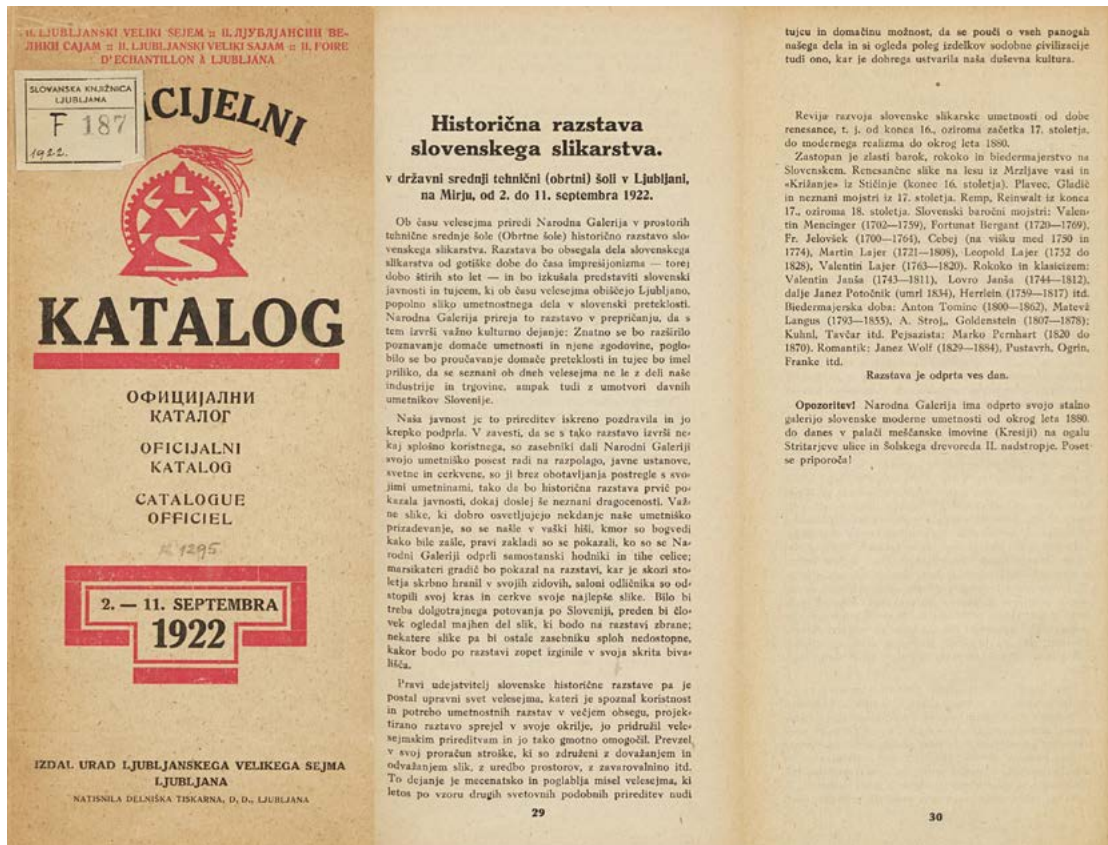 II. LJUBLJANSKI VELIKI SEJEM :: II. ЉУБЉАНСКИ ВЕ-
ЛИКИ САЈАМ :: II. LJUBLJANSKI VELIKI SAJAM :: II. FOIRE
D'ECHANTILLON À LJUBLJANA
SLOVANSKA KNJIŽNICA
LJUBLJANA
F 187
1922.
CIJELNI
LVS
KATALOG
ОФИЦИЈАЛНИ
КАТАЛОГ
OFICIJALNI
KATALOG
CATALOGUE
OFFICIEL
1295
2. — 11. SEPTEMBRA
1922
IZDAL URAD LJUBLJANSKEGA VELIKEGA SEJMA
LJUBLJANA
NATISNILA DELNIŠKA TISKARNA, D. D., LJUBLJANA
Historična razstava
slovenskega slikarstva.
v državni srednji tehnični (obrtni) šoli v Ljubljani,
na Mirju, od 2. do 11. septembra 1922.
Ob času velesejma priredi Narodna Galerija v prostorih
tehnične srednje šole (Obrtne šole) historično razstavo slo-
venskega slikarstva. Razstava bo obsegala dela slovenskega
slikarstva od gotiške dobe do časa impresijonizma — torej
dobo štirih sto let — in bo izkušala predstaviti slovenski
javnosti in tujcem, ki ob času velesejma obiščejo Ljubljano,
popolno sliko umetnostnega dela v slovenski preteklosti.
Narodna Galerija prireja to razstavo v prepričanju, da s
tem izvrši važno kulturno dejanje: Znatno se bo razširilo
poznavanje domače umetnosti in njene zgodovine, poglo-
bilo se bo proučavanje domače preteklosti in tujec bo imel
priliko, da se seznani ob dneh velesejma ne le z deli naše
industrije in trgovine, ampak tudi z umotvori davnih
umetnikov Slovenije.
Naša javnost je to prireditev iskreno pozdravila in jo
krepko podprla. V zavesti, da se s tako razstavo izvrši ne-
kaj splošno koristnega, so zasebniki dali Narodni Galeriji
svojo umetniško posest radi na razpolago, javne ustanove,
svetne in cerkvene, so ji brez obotavljanja postregle s svo-
jimi umetninami, tako da bo historična razstava prvič po-
kazala javnosti, dokaj doslej še neznani dragocenosti. Važ-
ne slike, ki dobro osvetljujejo nekdanje naše umetniško
prizadevanje, so se našle v vaški hiši, kmor so bogvedi
kako bile zašle, pravi zakladi so se pokazali, ko so se Na-
rodni Galeriji odprli samostanski hodniki in tihe celice;
marsikateri gradič bo pokazal na razstavi, kar je skozi sto-
letja skrbno hranil v svojih zidovih, saloni odličnika so od-
stopili svoj kras in cerkve svoje najlepše slike. Bilo bi
treba dolgotrajnega potovanja po Sloveniji, preden bi člo-
vek ogledal majhen del slik, ki bodo na razstavi zbrane;
nekatere slike pa bi ostale zasebniku sploh nedostopne,
kakor bodo po razstavi zopet izginile v svoja skrita biva-
lišča.
Pravi udejstvitelj slovenske historične razstave pa je
postal upravni svet velesejma, kateri je spoznal koristnost
in potrebo umetnostnih razstav v večjem obsegu, projek-
tirano raztavo sprejel v svoje okrilje, jo pridružil vele-
sejmskim prireditvam in jo tako gmotno omogočil. Prevzel
v svoj proračun stroške, ki so združeni z dovažanjem in
odvažanjem slik, z uredbo prostorov, z zavarovalnino itd.
To dejanje je mecenatsko in poglablja misel velesejma, ki
letos po vzoru drugih svetovnih podobnih prireditev nudi
29
tujcu in domačinu možnost, da se pouči o vseh panogah
našega dela in si ogleda poleg izdelkov sodobne civilizacije
tudi ono, kar je dobrega ustvarila naša duševna kultura.
Revija razvoja slovenske slikarske umetnosti od dobe
renesance, t. j. od konca 16., oziroma začetka 17. stoletja,
do modernega realizma do okrog leta 1880.
Zastopan je zlasti barok, rokoko in biedermajerstvo na
Slovenskem. Renesančne slike na lesu iz Mrzljave vasi in
«Križanje» iz Stičinje (konec 16. stoletja). Plavec, Gladič
in neznani mojstri iz 17. stoletja. Remp, Reinwalt iz konca
17., oziroma 18. stoletja. Slovenski baročni mojstri: Valen-
tin Mencinger (1702—1759), Fortunat Bergant (1720—1769),
Fr. Jelovšek (1700—1764), Cebej (na višku med 1750 in
1774), Martin Lajer (1721—1808), Leopold Lajer (1752 do
1828), Valentin Lajer (1763—1820). Rokoko in klasicizem:
Valentin Janša (1743—1811), Lovro Janša (1744—1812),
dalje Janez Potočnik (umrl 1834), Herrlein (1759—1817) itd.
Biedermajerska doba: Anton Tominc (1800—1862), Matevž
Langus (1793—1855), A. Stroj., Goldenstein (1807—1878);
Kuhnl, Tavčar itd. Pejsazista: Marko Pernhart (1820 do
1870). Romantik: Janez Wolf (1829—1884), Pustavrh, Ogrin,
Franke itd.
Razstava je odprta ves dan.
Opozoritev! Narodna Galerija ima odprto svojo stalno
galerijo slovenske moderne umetnosti od okrog leta 1880.
do danes v palači meščanske imovine (Kresiji) na ogalu
Stritarjeve ulice in Šolskega drevoreda II. nadstropje. Poset
se priporoča!
30